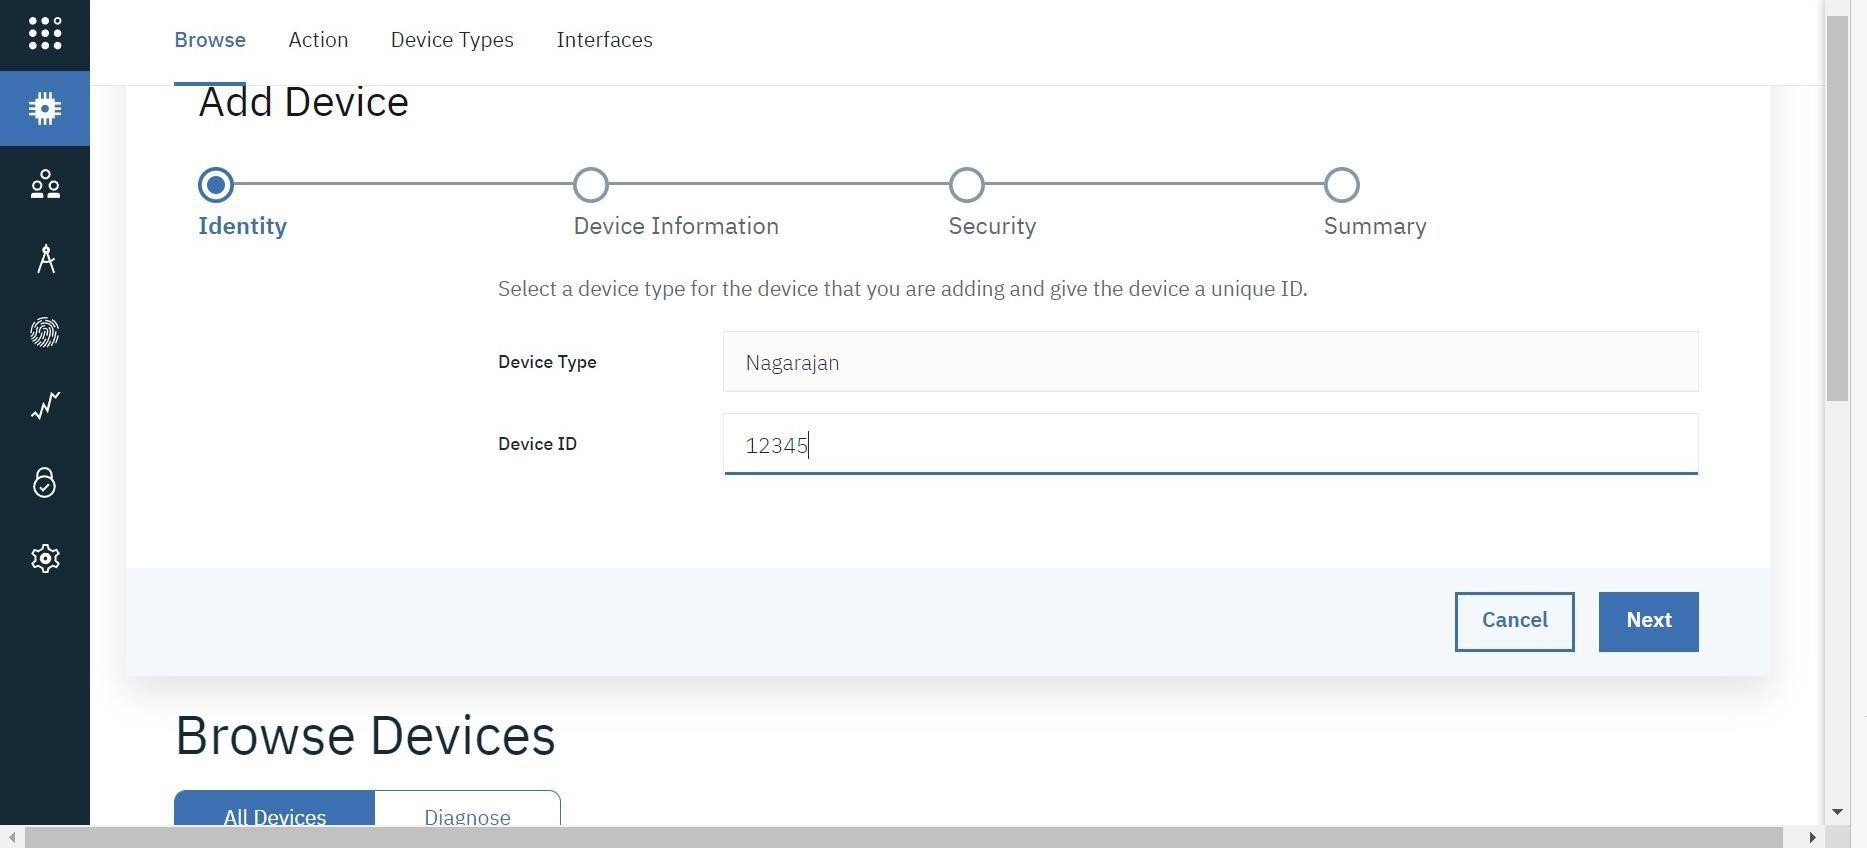 Browse Action Device Types Interfaces
Add Device
Identity Device Information Security Summary
Select a device type for the device that you are adding and give the device a unique ID.
Device Type Nagarajan
Device ID 12345
Cancel Next
Browse Devices
All Devices Diagnose